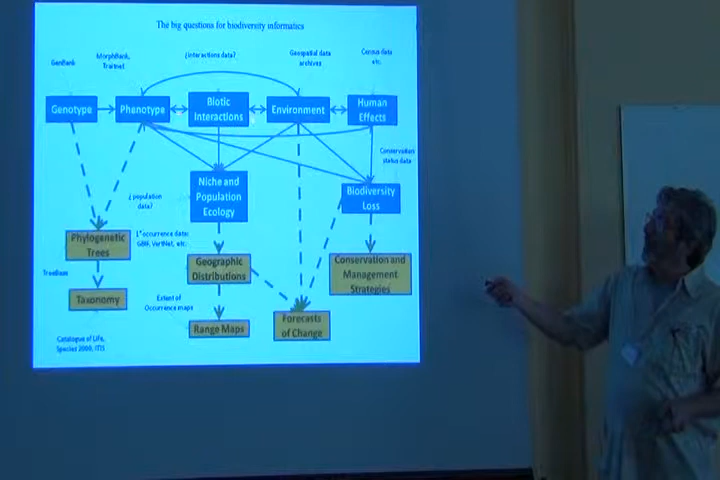 The big questions for biodiversity informatics
GenBank
MorphBank,
Traitnet
¿Interactions data?
Geospatial data
archives
Census data
etc.
Genotype
Phenotype
Biotic
Interactions
Environment
Human
Effects
Conservation
status data
Niche and
Population
Ecology
Biodiversity
Loss
¿ population
data?
1° occurrence data:
GBIF, VertNet, etc.
Phylogenetic
Trees
Geographic
Distributions
Conservation and
Management
Strategies
TreeBase
Taxonomy
Extent of
Occurrence maps
Range Maps
Forecasts
of Change
Catalogue of Life,
Species 2000, ITIS